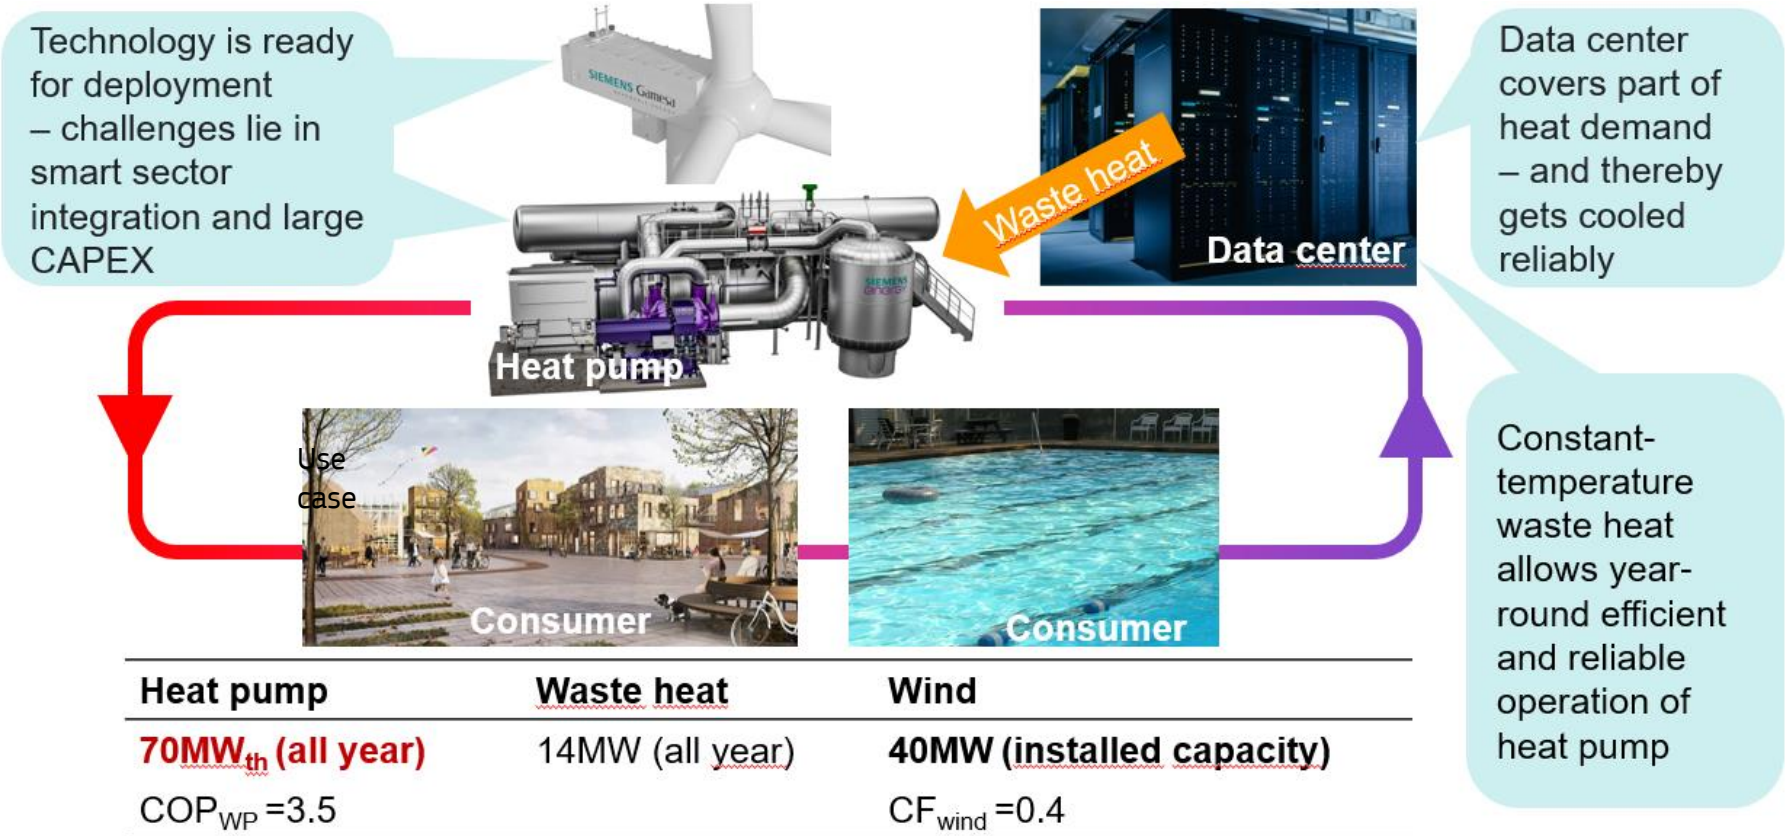 Technology is ready
for deployment
– challenges lie in
smart sector
integration and large
CAPEX
SIEMENS Gamesa
Waste heat
Data center
Data center
covers part of
heat demand
– and thereby
gets cooled
reliably
SIEMENS
energy
Heat pump
Use
case
Consumer
Consumer
Constant-
temperature
waste heat
allows year-
round efficient
and reliable
operation of
heat pump
Heat pump Waste heat Wind
70MWth (all year) 14MW (all year) 40MW (installed capacity)
COPWP =3.5 CFwind =0.4